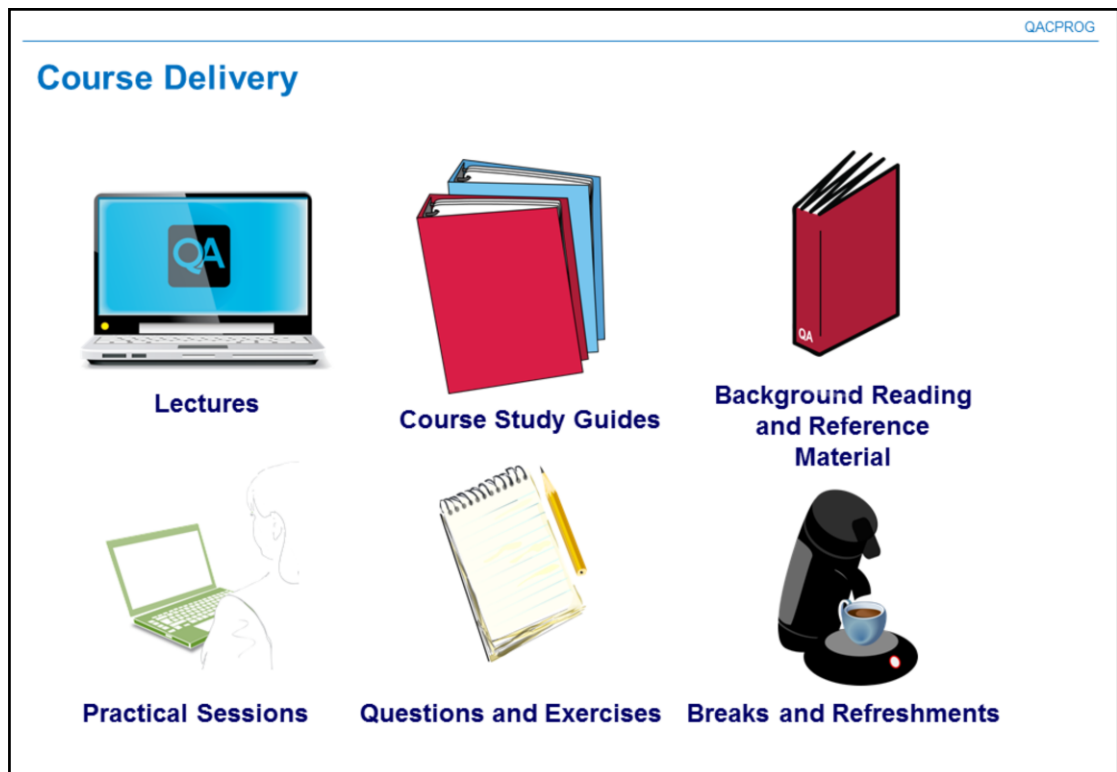 QACPROG
Course Delivery
QA
QA
Lectures
Course Study Guides
Background Reading
and Reference
Material
Practical Sessions
Questions and Exercises
Breaks and Refreshments